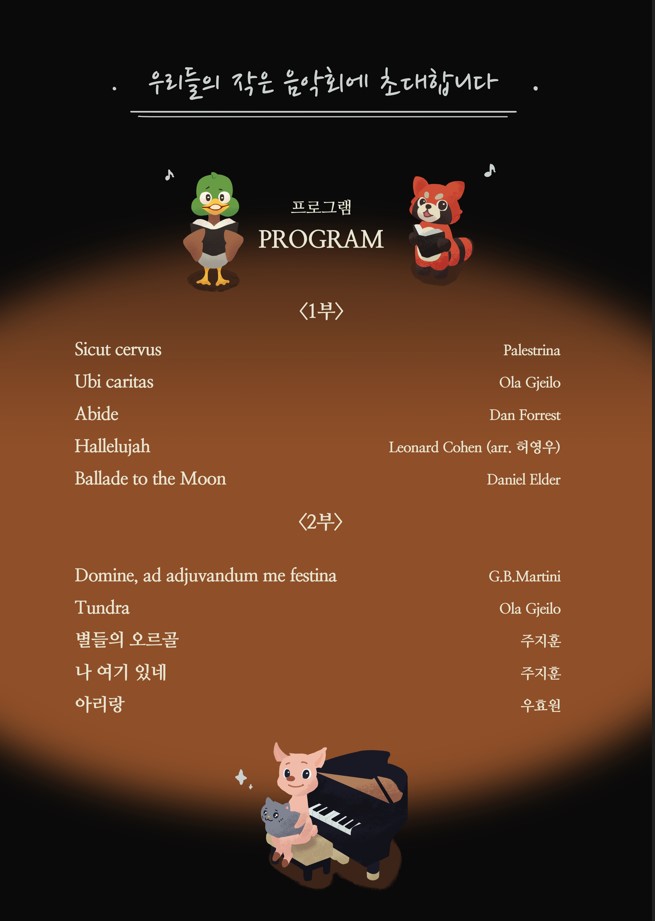 우리들의 작은 음악회에 초대합니다
프로그램
PROGRAM
〈1부〉
Sicut cervus Palestrina
Ubi caritas Ola Gjeilo
Abide Dan Forrest
Hallelujah Leonard Cohen (arr. 허영우)
Ballade to the Moon Daniel Elder
〈2부〉
Domine, ad adjuvandum me festina G.B.Martini
Tundra Ola Gjeilo
별들의 오르골 주지훈
나 여기 있네 주지훈
아리랑 우효원